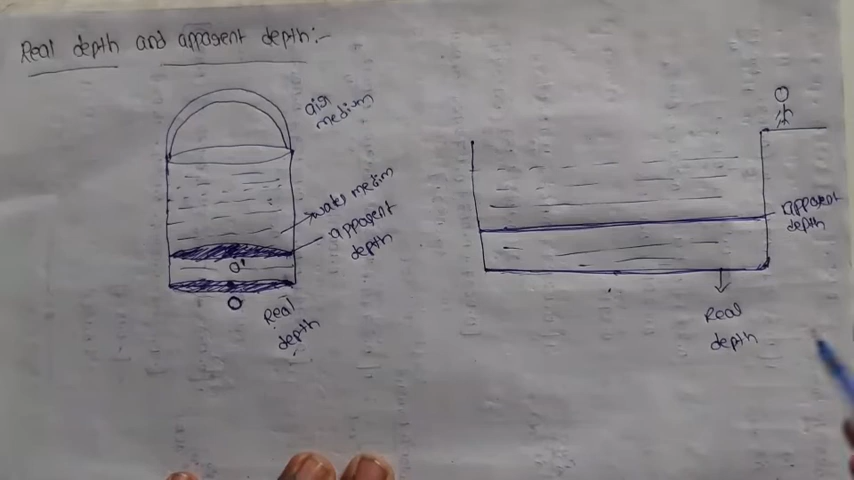 Real depth and apparent depth:-
air
medium
water medium
apparent
depth
O'
O
Real
depth
apparent
depth
Real
depth